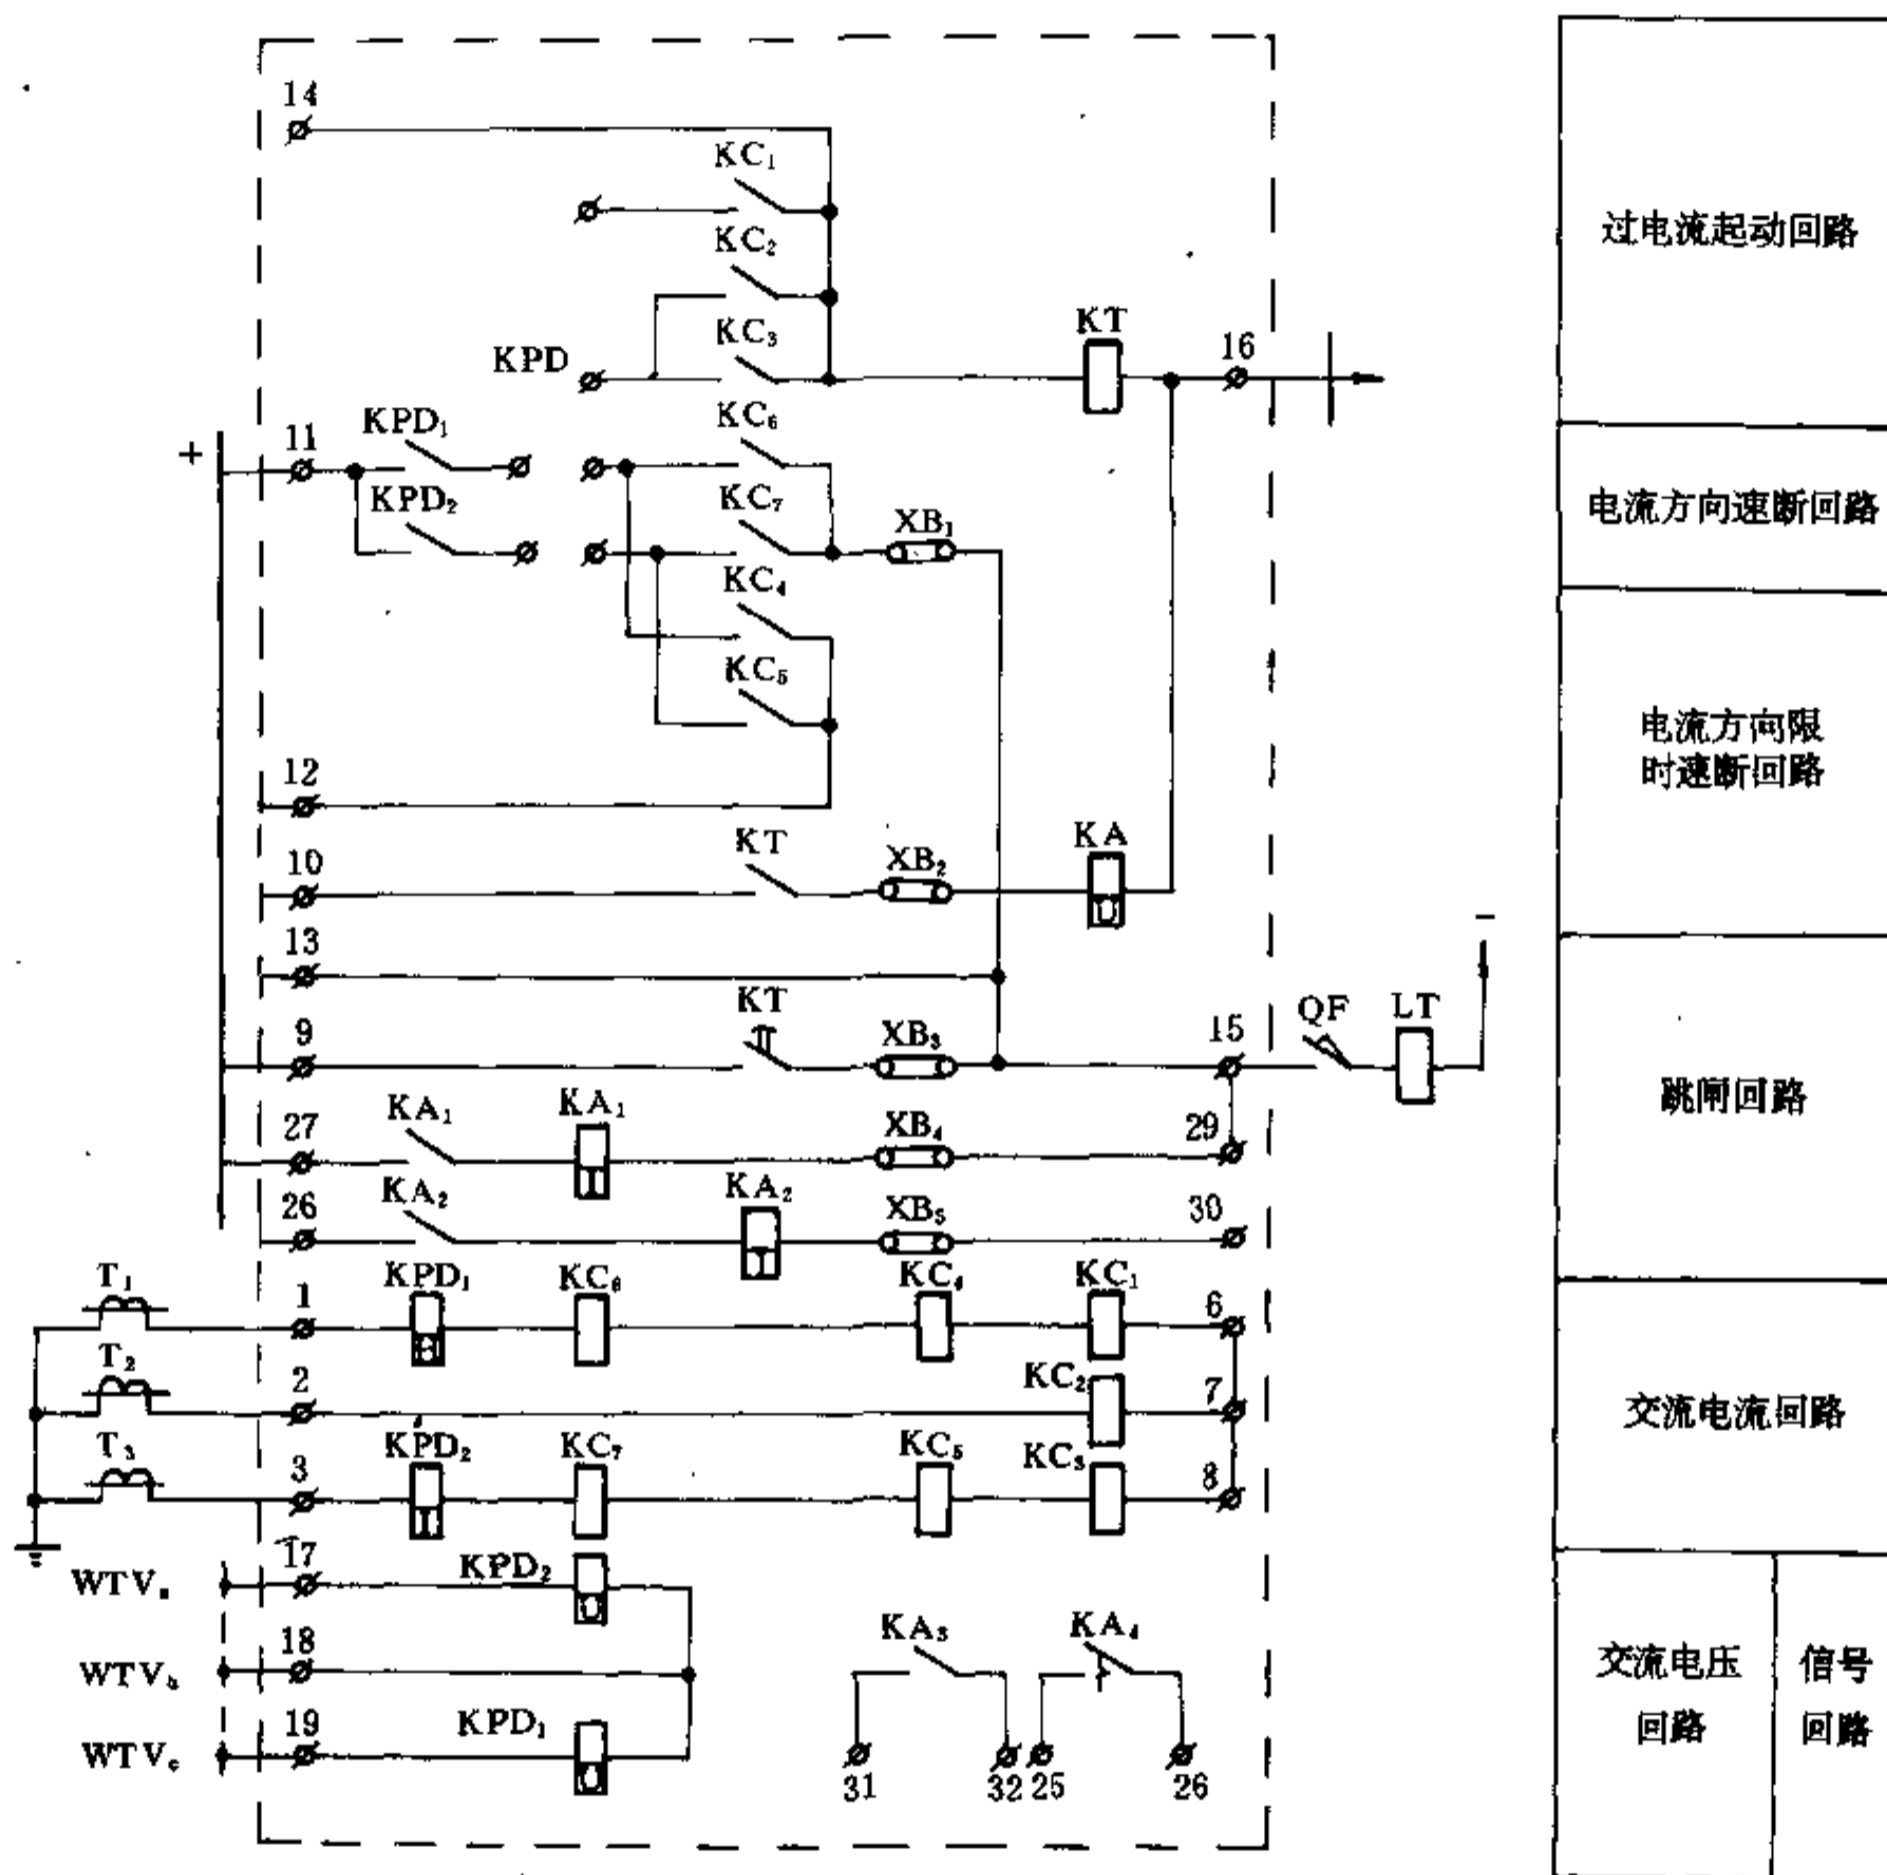 14
KC₁
KC₂
KC₃
KPD
KT
16
过电流起动回路
+
11
KPD₁
KPD₂
KC₆
KC₇
XB₁
电流方向速断回路
KC₄
KC₅
12
电流方向限
时速断回路
10
KT
XB₂
KA
U
13
9
KT
XB₃
15
QF
LT
−
跳闸回路
27
KA₁
KA₁
I
XB₄
29
26
KA₂
KA₂
I
XB₅
30
T₁
1
KPD₁
KC₆
KC₄
KC₁
6
T₂
2
KC₂
7
交流电流回路
T₃
3
KPD₂
I
KC₇
KC₅
KC₃
8
WTVₐ
17
KPD₂
U
WTV_b
18
WTV_c
19
KPD₁
U
KA₃
KA₄
31
32
25
26
交流电压
回路
信号
回路